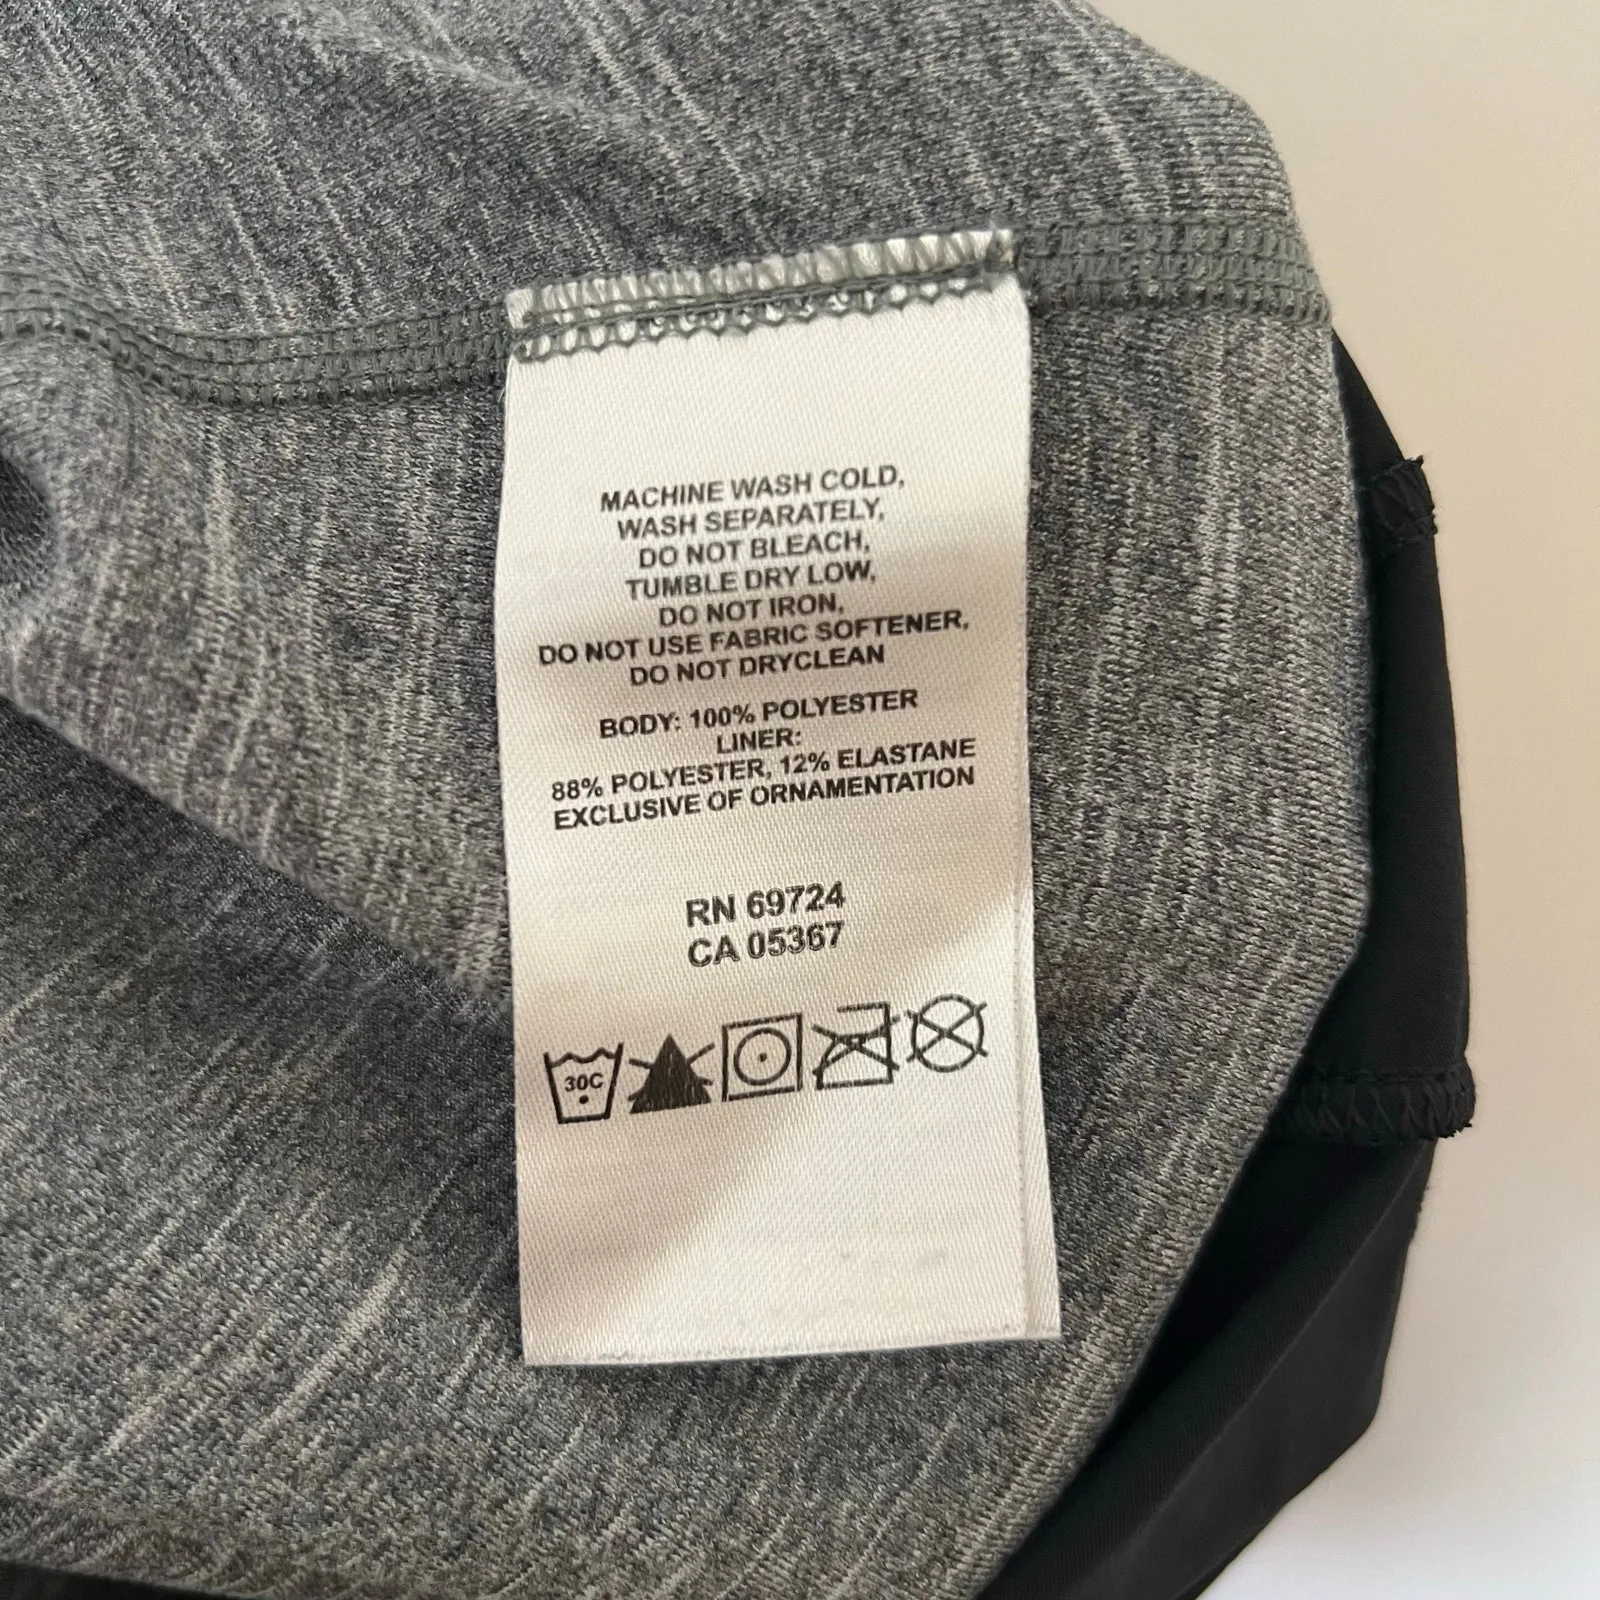 MACHINE WASH COLD,
WASH SEPARATELY,
DO NOT BLEACH,
TUMBLE DRY LOW,
DO NOT IRON,
DO NOT USE FABRIC SOFTENER,
DO NOT DRYCLEAN
BODY: 100% POLYESTER
LINER:
88% POLYESTER, 12% ELASTANE
EXCLUSIVE OF ORNAMENTATION
RN 69724
CA 05367
30C